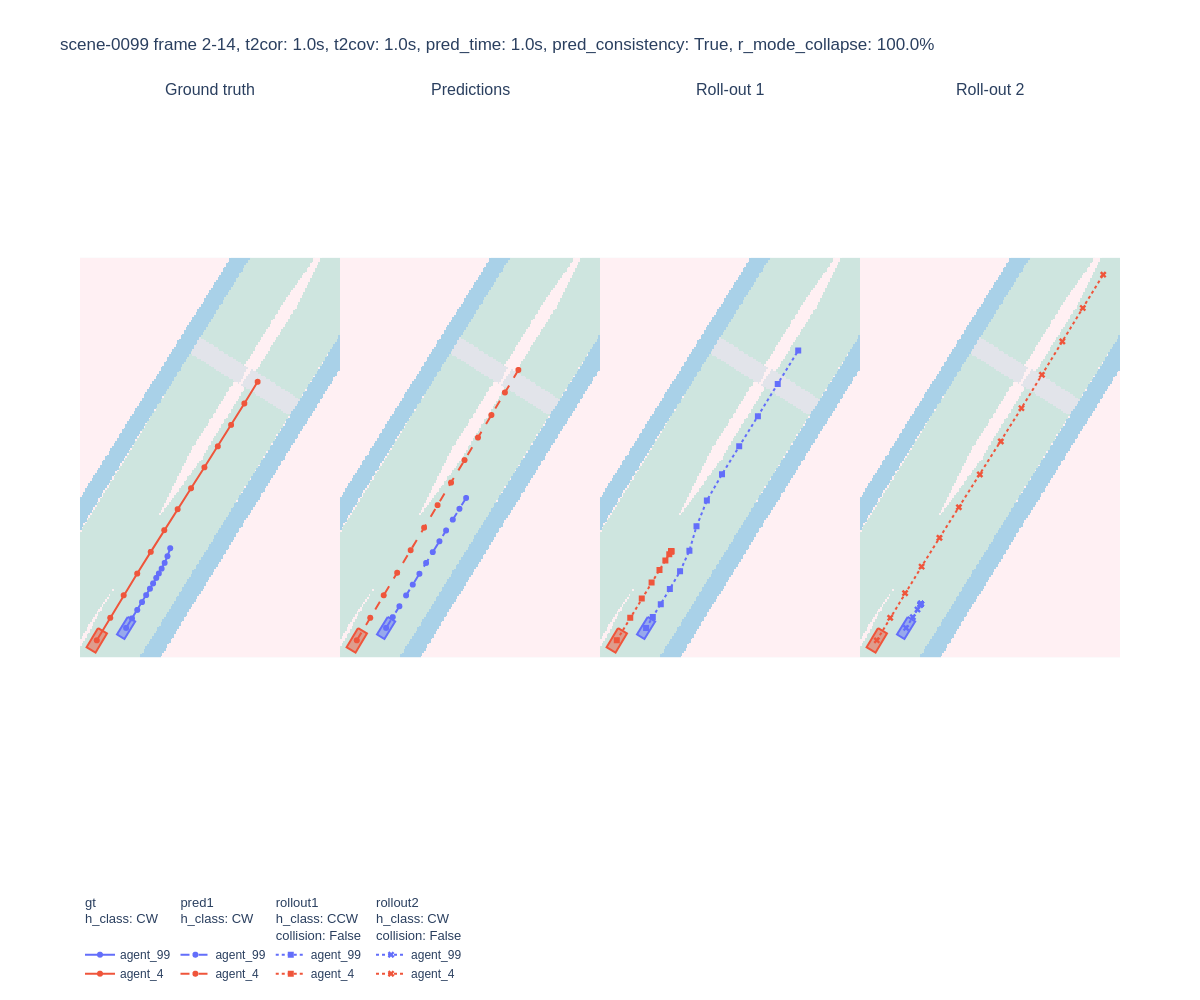 scene-0099 frame 2-14, t2cor: 1.0s, t2cov: 1.0s, pred_time: 1.0s, pred_consistency: True, r_mode_collapse: 100.0%
Ground truth
Predictions
Roll-out 1
Roll-out 2
gt
h_class: CW
agent_99
agent_4
pred1
h_class: CW
agent_99
agent_4
rollout1
h_class: CCW
collision: False
agent_99
agent_4
rollout2
h_class: CW
collision: False
agent_99
agent_4